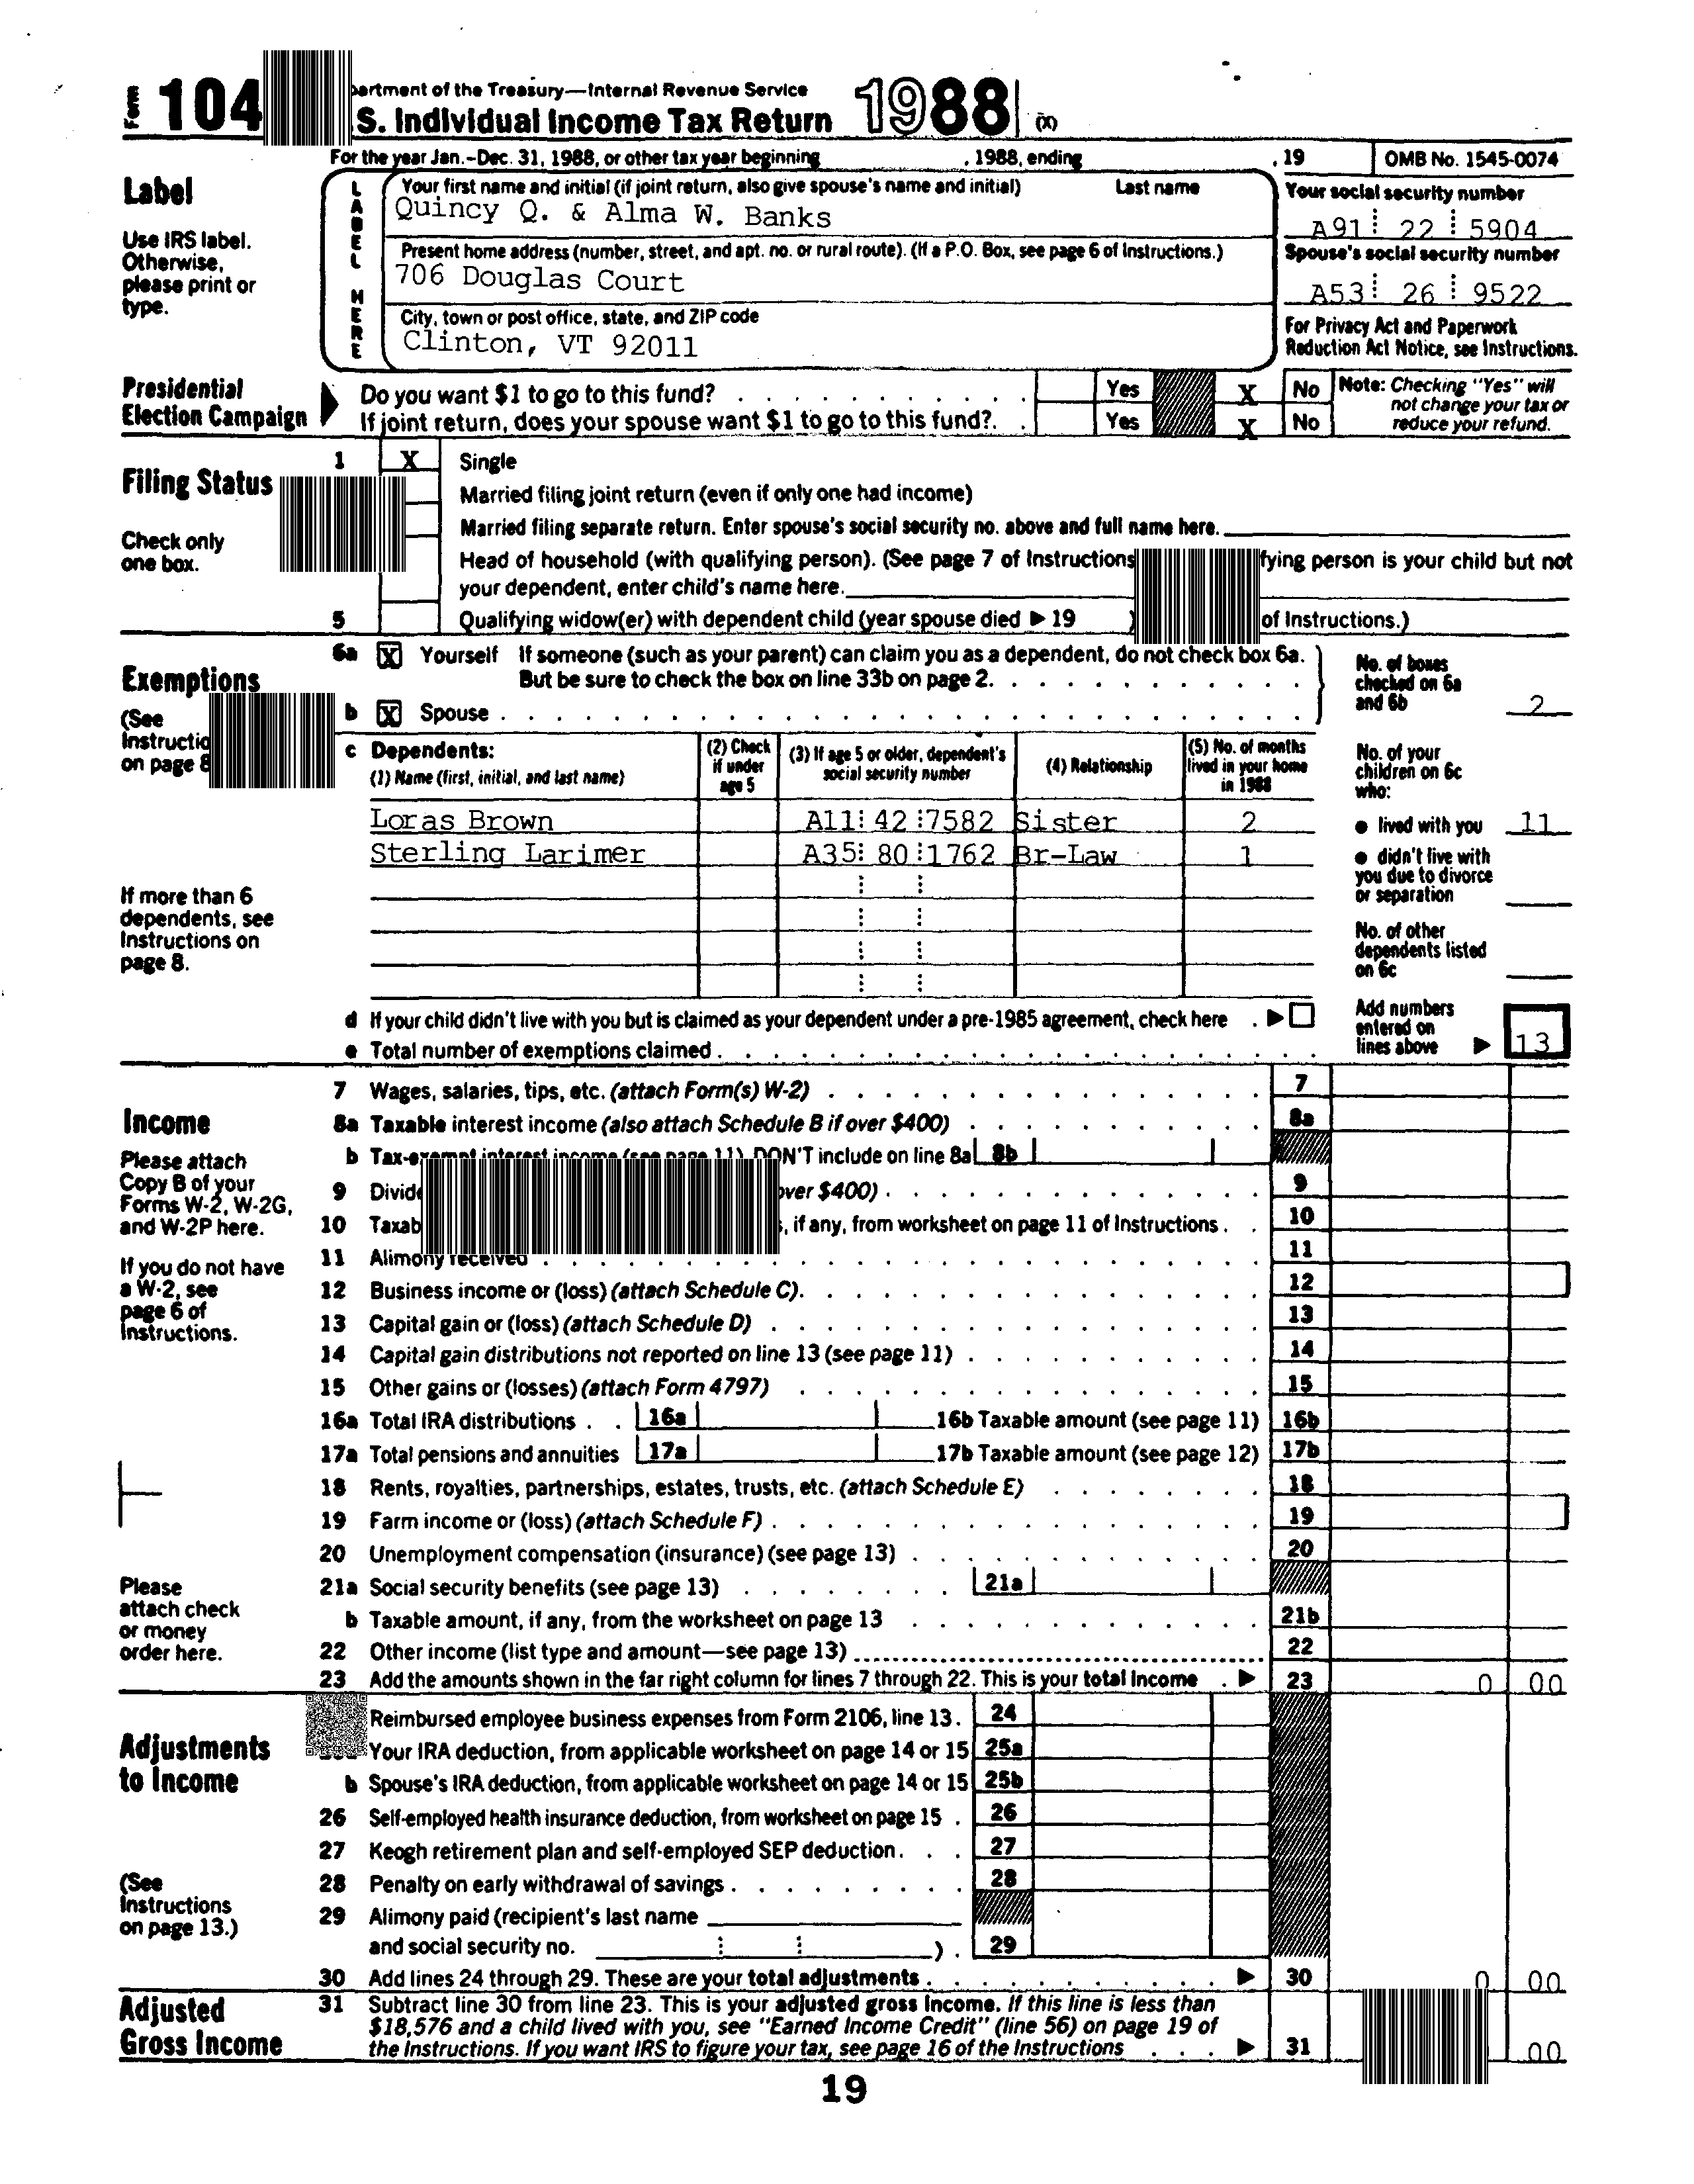 Form 104
partment of the Treasury—Internal Revenue Service
S. Individual Income Tax Return 1988 (X)
For the year Jan.-Dec. 31, 1988, or other tax year beginning , 1988, ending , 19 OMB No. 1545-0074
Label
Use IRS label.
Otherwise,
please print or
type.
LABEL HERE
Your first name and initial (if joint return, also give spouse's name and initial) Last name
Quincy Q. & Alma W. Banks
Present home address (number, street, and apt. no. or rural route). (If a P.O. Box, see page 6 of Instructions.)
706 Douglas Court
City, town or post office, state, and ZIP code
Clinton, VT 92011
Your social security number
A91 22 5904
Spouse's social security number
A53 26 9522
For Privacy Act and Paperwork
Reduction Act Notice, see Instructions.
Presidential
Election Campaign
Do you want $1 to go to this fund? Yes X No
If joint return, does your spouse want $1 to go to this fund? Yes X No
Note: Checking "Yes" will
not change your tax or
reduce your refund.
Filing Status
Check only
one box.
1 X Single
Married filing joint return (even if only one had income)
Married filing separate return. Enter spouse's social security no. above and full name here.
Head of household (with qualifying person). (See page 7 of Instructions fying person is your child but not
your dependent, enter child's name here.
5 Qualifying widow(er) with dependent child (year spouse died ▶ 19 ) of Instructions.)
Exemptions
(See
Instructio
on page 8
If more than 6
dependents, see
Instructions on
page 8.
6a X Yourself If someone (such as your parent) can claim you as a dependent, do not check box 6a.
But be sure to check the box on line 33b on page 2.
b X Spouse
No. of boxes
checked on 6a
and 6b 2
c Dependents:
(1) Name (first, initial, and last name)
(2) Check
if under
age 5
(3) If age 5 or older, dependent's
social security number
(4) Relationship
(5) No. of months
lived in your home
in 1988
Loras Brown A11 42 7582 Sister 2
Sterling Larimer A35 80 1762 Br-Law 1
No. of your
children on 6c
who:
● lived with you 11
● didn't live with
you due to divorce
or separation
No. of other
dependents listed
on 6c
d If your child didn't live with you but is claimed as your dependent under a pre-1985 agreement, check here ▶
e Total number of exemptions claimed
Add numbers
entered on
lines above ▶ 13
Income
Please attach
Copy B of your
Forms W-2, W-2G,
and W-2P here.
If you do not have
a W-2, see
page 6 of
Instructions.
Please
attach check
or money
order here.
7 Wages, salaries, tips, etc. (attach Form(s) W-2) 7
8a Taxable interest income (also attach Schedule B if over $400) 8a
b Tax-exempt interest income (see page 11). DON'T include on line 8a 8b
9 Divide over $400) 9
10 Taxab , if any, from worksheet on page 11 of Instructions. 10
11 Alimony received 11
12 Business income or (loss) (attach Schedule C). 12
13 Capital gain or (loss) (attach Schedule D) 13
14 Capital gain distributions not reported on line 13 (see page 11) 14
15 Other gains or (losses) (attach Form 4797) 15
16a Total IRA distributions 16a 16b Taxable amount (see page 11) 16b
17a Total pensions and annuities 17a 17b Taxable amount (see page 12) 17b
18 Rents, royalties, partnerships, estates, trusts, etc. (attach Schedule E) 18
19 Farm income or (loss) (attach Schedule F) 19
20 Unemployment compensation (insurance) (see page 13) 20
21a Social security benefits (see page 13) 21a
b Taxable amount, if any, from the worksheet on page 13 21b
22 Other income (list type and amount—see page 13) 22
23 Add the amounts shown in the far right column for lines 7 through 22. This is your total income ▶ 23 0 00
Adjustments
to Income
(See
Instructions
on page 13.)
Reimbursed employee business expenses from Form 2106, line 13. 24
Your IRA deduction, from applicable worksheet on page 14 or 15 25a
b Spouse's IRA deduction, from applicable worksheet on page 14 or 15 25b
26 Self-employed health insurance deduction, from worksheet on page 15 26
27 Keogh retirement plan and self-employed SEP deduction 27
28 Penalty on early withdrawal of savings 28
29 Alimony paid (recipient's last name
and social security no. ) 29
30 Add lines 24 through 29. These are your total adjustments ▶ 30 0 00
Adjusted
Gross Income
31 Subtract line 30 from line 23. This is your adjusted gross income. If this line is less than
$18,576 and a child lived with you, see "Earned Income Credit" (line 56) on page 19 of
the Instructions. If you want IRS to figure your tax, see page 16 of the Instructions ▶ 31 00
19